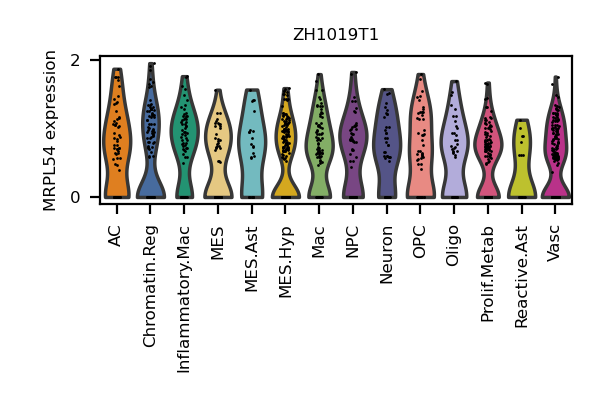 ZH1019T1
MRPL54 expression
2
0
AC
Chromatin.Reg
Inflammatory.Mac
MES
MES.Ast
MES.Hyp
Mac
NPC
Neuron
OPC
Oligo
Prolif.Metab
Reactive.Ast
Vasc